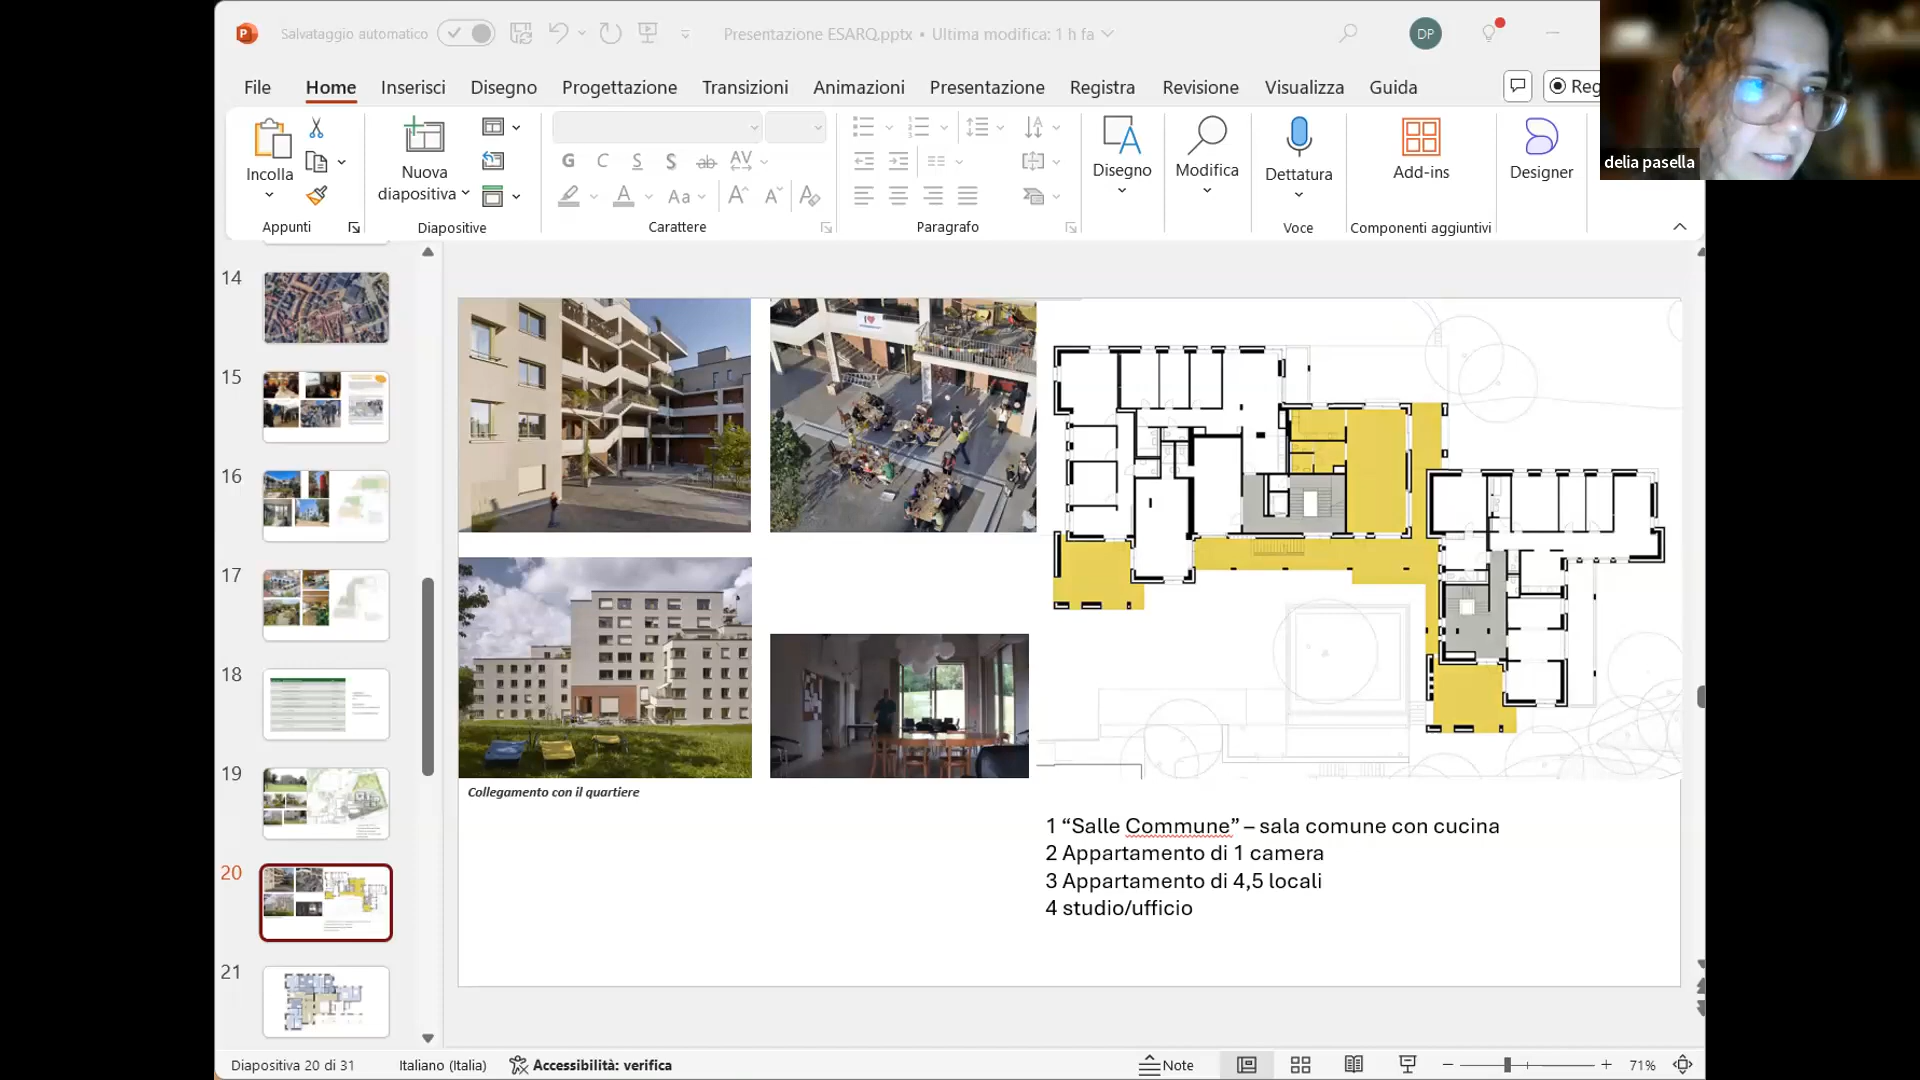 Salvataggio automatico
Presentazione ESARQ.pptx • Ultima modifica: 1 h fa
DP
File
Home
Inserisci
Disegno
Progettazione
Transizioni
Animazioni
Presentazione
Registra
Revisione
Visualizza
Guida
Reg
Incolla
Nuova
diapositiva
G
C
S
S
ab
AV
A
Aa
A
A
Disegno
Modifica
Dettatura
Add-ins
Designer
delia pasella
Appunti
Diapositive
Carattere
Paragrafo
Voce
Componenti aggiuntivi
14
15
16
17
18
19
20
21
Collegamento con il quartiere
1 “Salle Commune” – sala comune con cucina
2 Appartamento di 1 camera
3 Appartamento di 4,5 locali
4 studio/ufficio
Diapositiva 20 di 31
Italiano (Italia)
Accessibilità: verifica
Note
71%